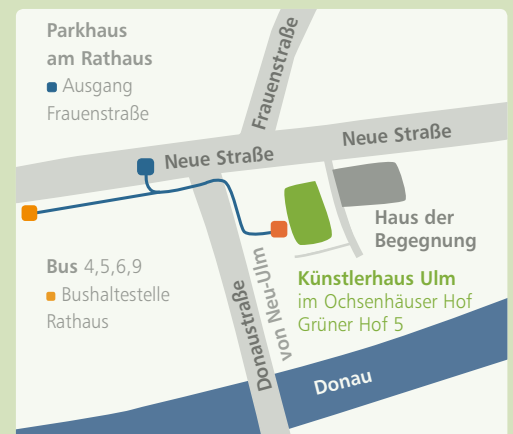 Parkhaus
am Rathaus
Ausgang
Frauenstraße
Frauenstraße
Neue Straße
Neue Straße
Haus der
Begegnung
Bus 4,5,6,9
Bushaltestelle
Rathaus
Donaustraße
von Neu-Ulm
Künstlerhaus Ulm
im Ochsenhäuser Hof
Grüner Hof 5
Donau